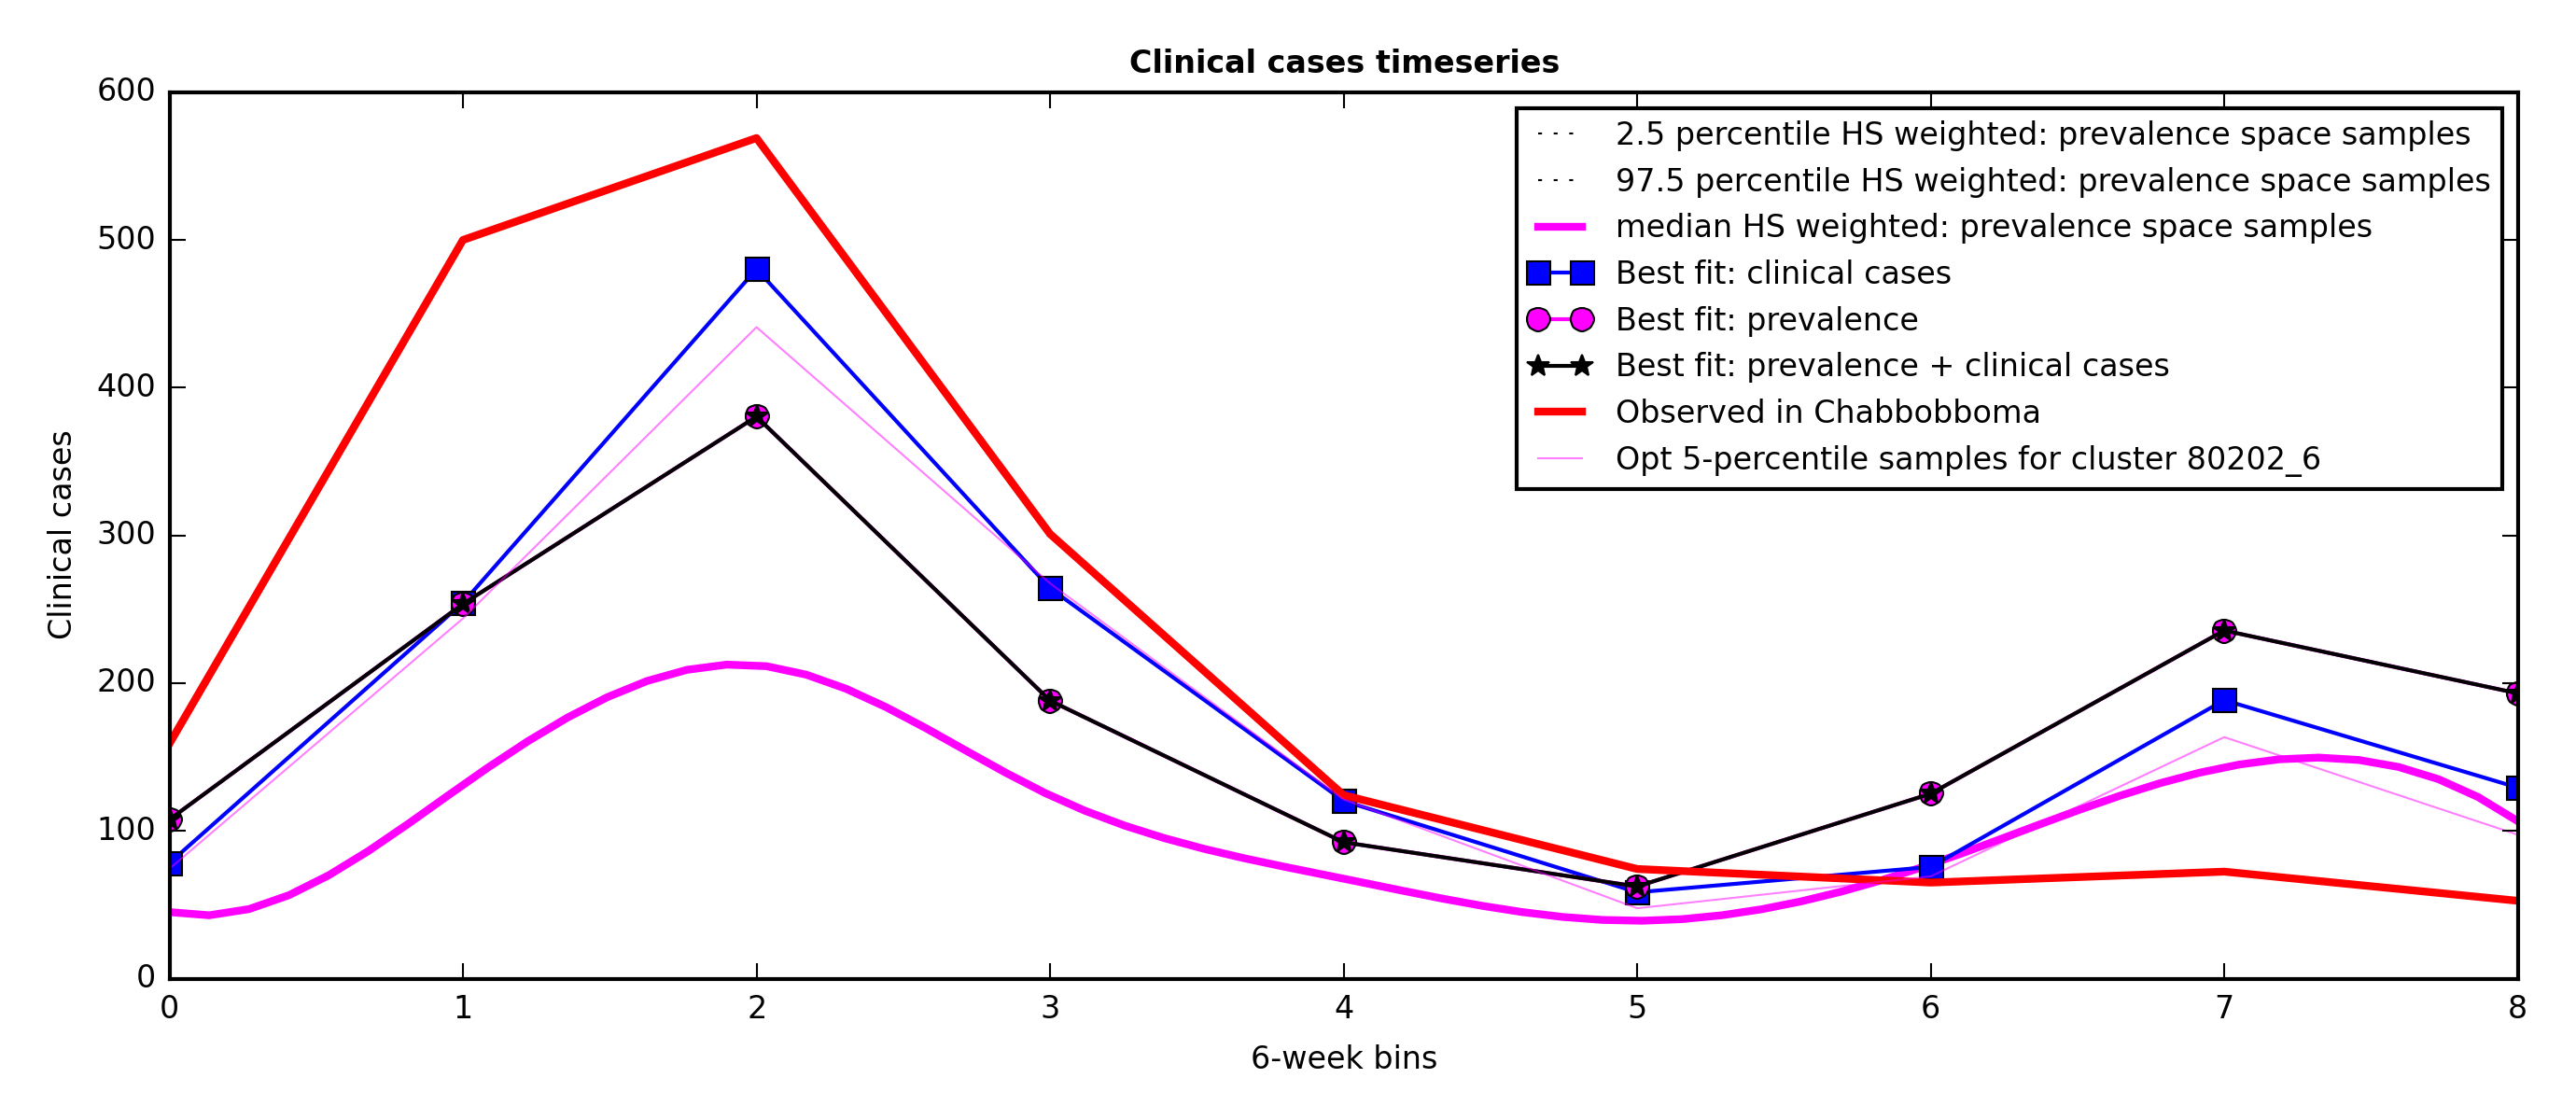 Clinical cases timeseries
600
500
400
300
200
100
0
Clinical cases
2.5 percentile HS weighted: prevalence space samples
97.5 percentile HS weighted: prevalence space samples
median HS weighted: prevalence space samples
Best fit: clinical cases
Best fit: prevalence
Best fit: prevalence + clinical cases
Observed in Chabbobboma
Opt 5-percentile samples for cluster 80202_6
0 1 2 3 4 5 6 7 8
6-week bins